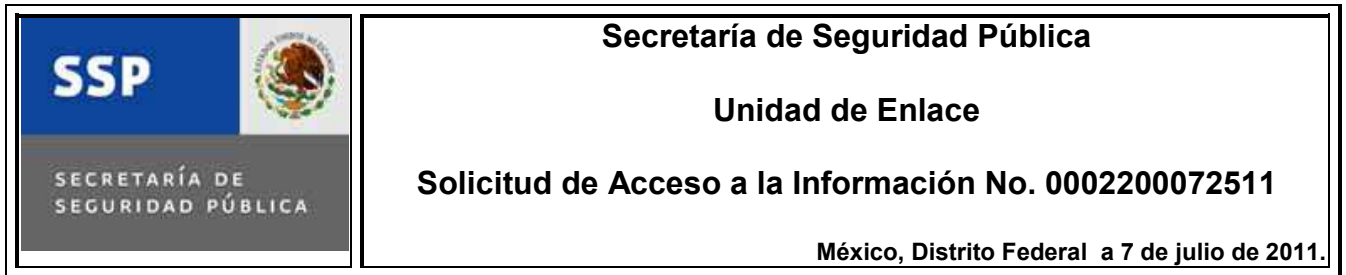 SSP
SECRETARÍA DE
SEGURIDAD PÚBLICA
Secretaría de Seguridad Pública
Unidad de Enlace
Solicitud de Acceso a la Información No. 0002200072511
México, Distrito Federal a 7 de julio de 2011.